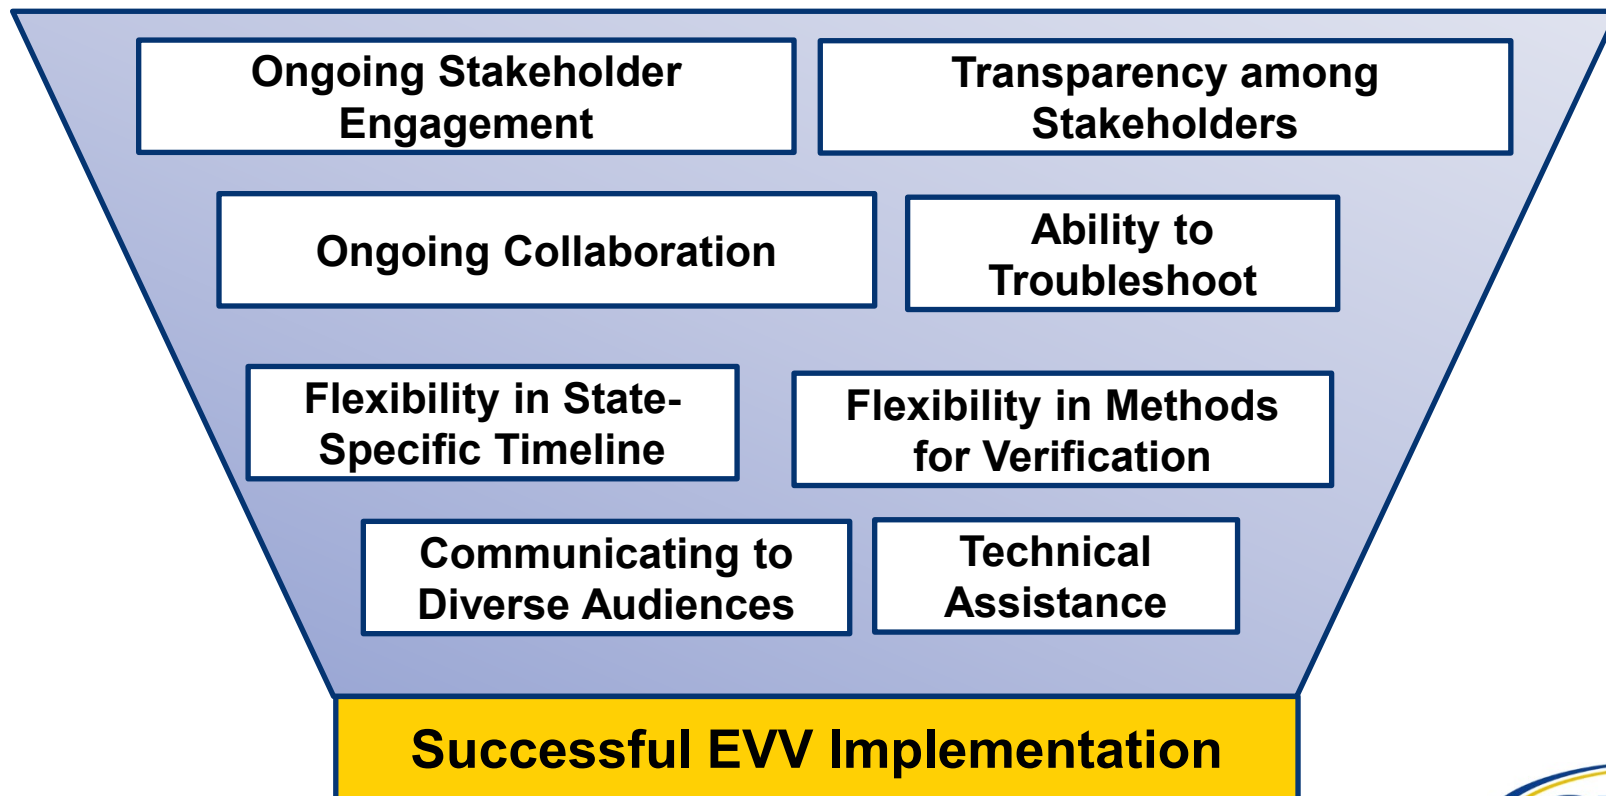 Ongoing Stakeholder
Engagement
Transparency among
Stakeholders
Ongoing Collaboration
Ability to
Troubleshoot
Flexibility in State-
Specific Timeline
Flexibility in Methods
for Verification
Communicating to
Diverse Audiences
Technical
Assistance
Successful EVV Implementation